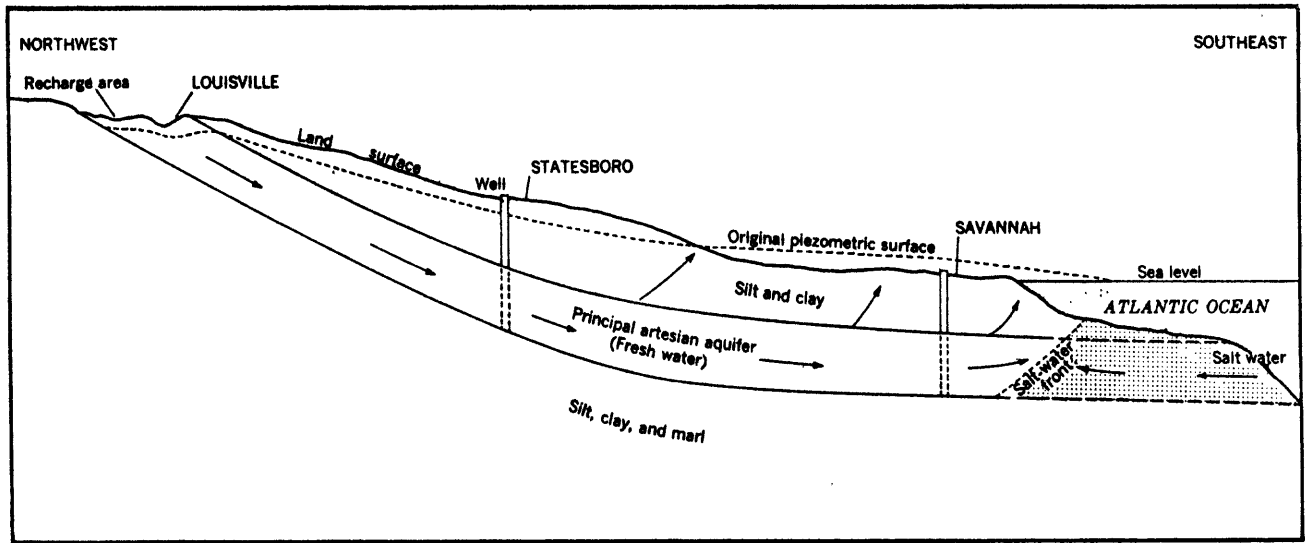 NORTHWEST
SOUTHEAST
Recharge area
LOUISVILLE
Land surface
Well
STATESBORO
Original piezometric surface
SAVANNAH
Sea level
Silt and clay
ATLANTIC OCEAN
Principal artesian aquifer
(Fresh water)
Salt-water
front
Salt water
Silt, clay, and marl